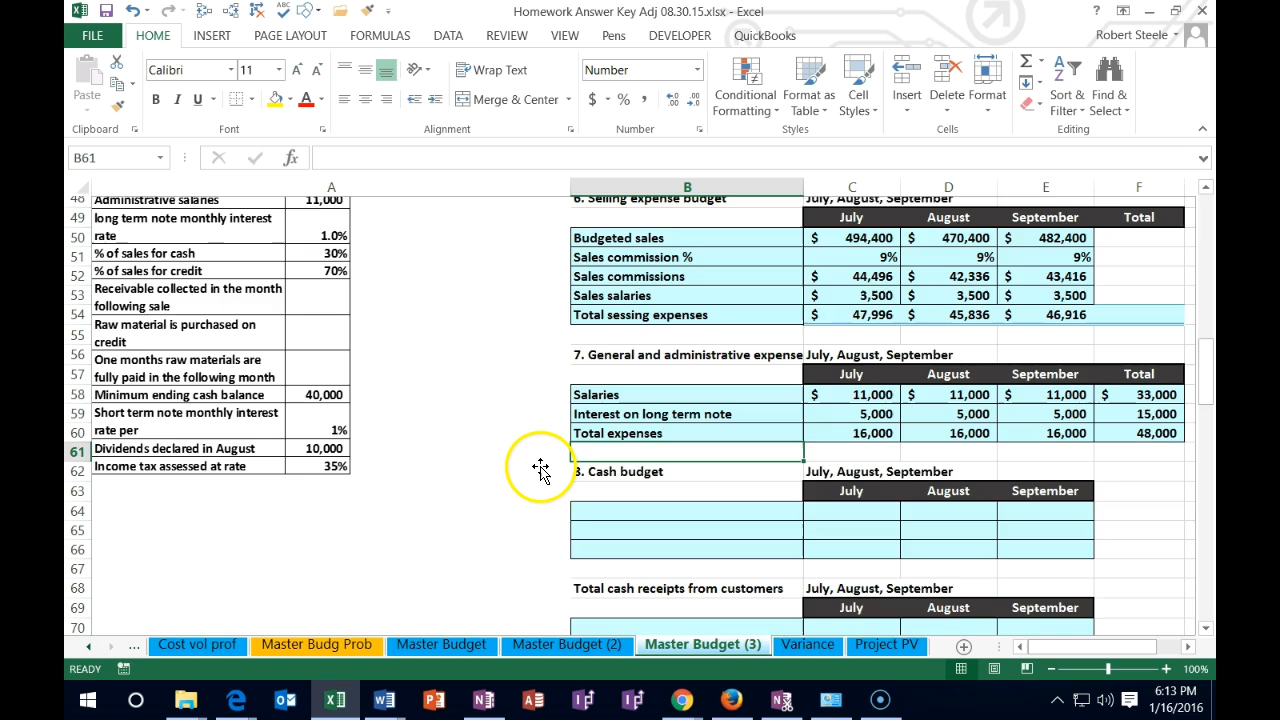 Homework Answer Key Adj 08.30.15.xlsx - Excel
FILE HOME INSERT PAGE LAYOUT FORMULAS DATA REVIEW VIEW Pens DEVELOPER QuickBooks Robert Steele
Paste
Calibri 11
Wrap Text
Merge & Center
Number
Conditional Formatting
Format as Table
Cell Styles
Insert Delete Format
Sort & Filter
Find & Select
Clipboard Font Alignment Number Styles Cells Editing
B61
A B C D E F
48 Administrative salaries 11,000 6. Selling expense budget July, August, September
49 long term note monthly interest July August September Total
50 rate 1.0% Budgeted sales $ 494,400 $ 470,400 $ 482,400
51 % of sales for cash 30% Sales commission % 9% 9% 9%
52 % of sales for credit 70% Sales commissions $ 44,496 $ 42,336 $ 43,416
53 Receivable collected in the month Sales salaries $ 3,500 $ 3,500 $ 3,500
54 following sale Total sessing expenses $ 47,996 $ 45,836 $ 46,916
55 Raw material is purchased on credit
56 One months raw materials are 7. General and administrative expense July, August, September
57 fully paid in the following month July August September Total
58 Minimum ending cash balance 40,000 Salaries $ 11,000 $ 11,000 $ 11,000 $ 33,000
59 Short term note monthly interest Interest on long term note 5,000 5,000 5,000 15,000
60 rate per 1% Total expenses 16,000 16,000 16,000 48,000
61 Dividends declared in August 10,000
62 Income tax assessed at rate 35% 8. Cash budget July, August, September
63 July August September
64
65
66
67
68 Total cash receipts from customers July, August, September
69 July August September
70
... Cost vol prof Master Budg Prob Master Budget Master Budget (2) Master Budget (3) Variance Project PV
READY 100%
6:13 PM
1/16/2016